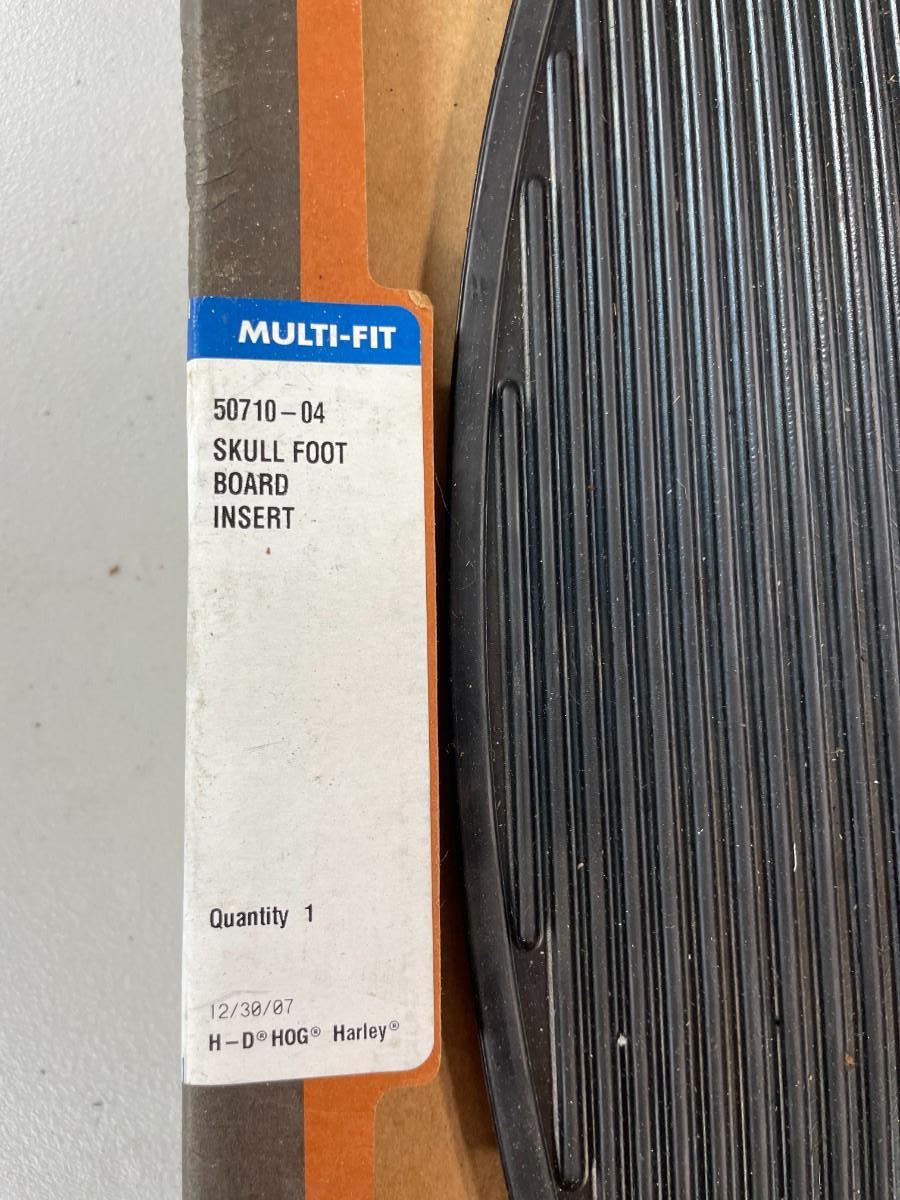 MULTI-FIT
50710-04
SKULL FOOT
BOARD
INSERT
Quantity 1
12/30/07
H-D® HOG® Harley®